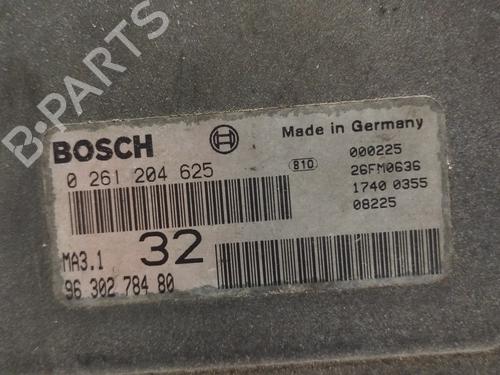 B-PARTS
BOSCH
Made in Germany
0 261 204 625
810
000225
26FM0636
1740 0355
08225
MA3.1
32
96 302 784 80